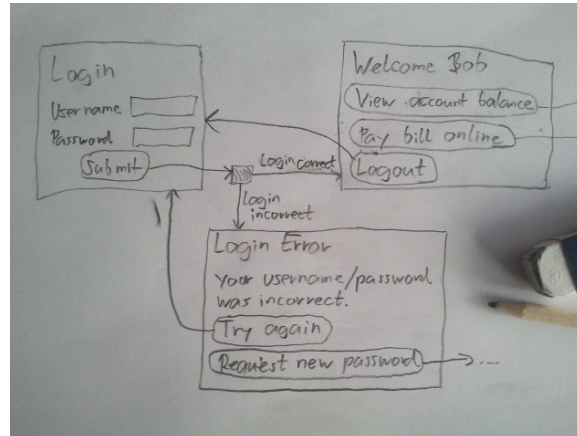 Login
Username
Password
Submit
Login correct
Login
incorrect
Welcome Bob
View account balance
Pay bill online
Logout
Login Error
Your username/password
was incorrect.
Try again
Request new password
...